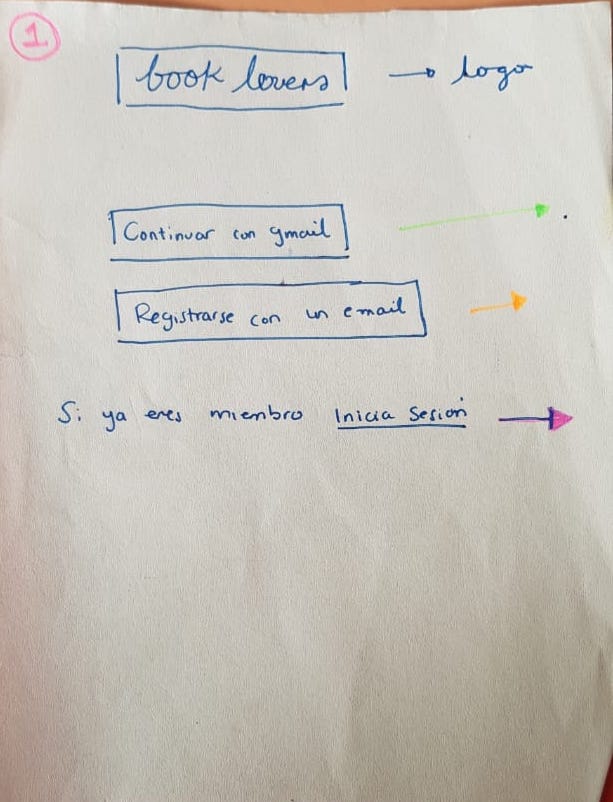 1
book lovers → logo
Continuar con gmail
Registrarse con un email
Si ya eres miembro Inicia Sesión